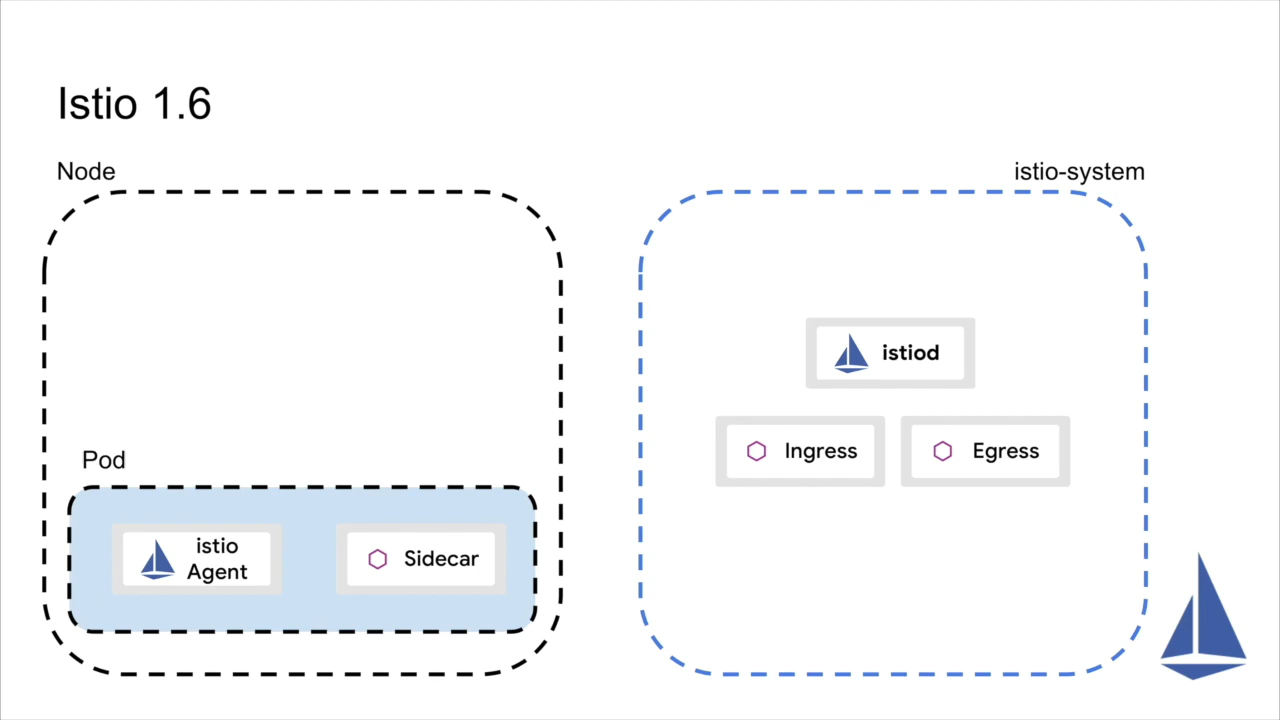 Istio 1.6
Node
istio-system
istiod
Ingress
Egress
Pod
istio
Agent
Sidecar